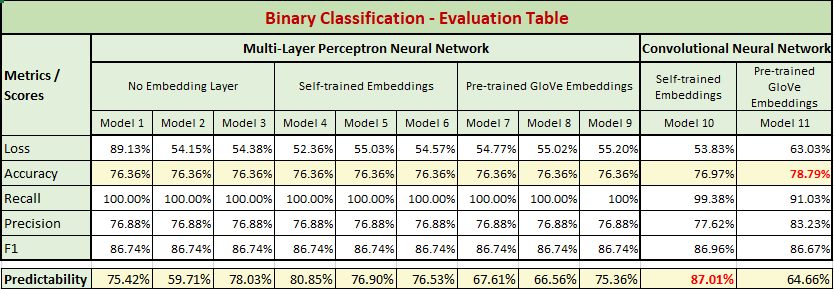 Binary Classification - Evaluation Table
Metrics / Scores Multi-Layer Perceptron Neural Network Convolutional Neural Network
No Embedding Layer Self-trained Embeddings Pre-trained GloVe Embeddings Self-trained Embeddings Pre-trained GloVe Embeddings
Model 1 Model 2 Model 3 Model 4 Model 5 Model 6 Model 7 Model 8 Model 9 Model 10 Model 11
Loss 89.13% 54.15% 54.38% 52.36% 55.03% 54.57% 54.77% 55.02% 55.20% 53.83% 63.03%
Accuracy 76.36% 76.36% 76.36% 76.36% 76.36% 76.36% 76.36% 76.36% 76.36% 76.97% 78.79%
Recall 100.00% 100.00% 100.00% 100.00% 100.00% 100.00% 100.00% 100.00% 100% 99.38% 91.03%
Precision 76.88% 76.88% 76.88% 76.88% 76.88% 76.88% 76.88% 76.88% 76.88% 77.62% 83.23%
F1 86.74% 86.74% 86.74% 86.74% 86.74% 86.74% 86.74% 86.74% 86.74% 86.96% 86.67%
Predictability 75.42% 59.71% 78.03% 80.85% 76.90% 76.53% 67.61% 66.56% 75.36% 87.01% 64.66%